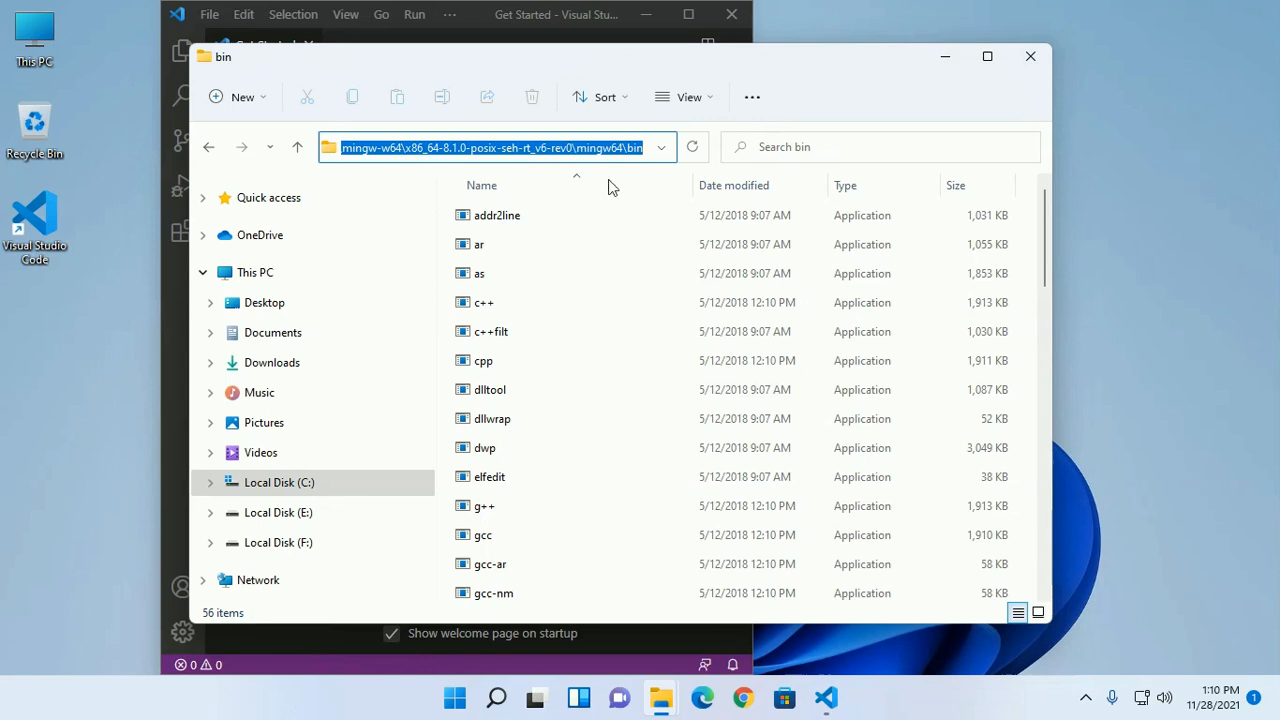 File Edit Selection View Go Run ··· Get Started - Visual Stu...
This PC
Recycle Bin
Visual Studio
Code
bin
New Sort View ···
mingw-w64\x86_64-8.1.0-posix-seh-rt_v6-rev0\mingw64\bin
Search bin
Name Date modified Type Size
Quick access
OneDrive
This PC
Desktop
Documents
Downloads
Music
Pictures
Videos
Local Disk (C:)
Local Disk (E:)
Local Disk (F:)
Network
addr2line 5/12/2018 9:07 AM Application 1,031 KB
ar 5/12/2018 9:07 AM Application 1,055 KB
as 5/12/2018 9:07 AM Application 1,853 KB
c++ 5/12/2018 12:10 PM Application 1,913 KB
c++filt 5/12/2018 9:07 AM Application 1,030 KB
cpp 5/12/2018 12:10 PM Application 1,911 KB
dlltool 5/12/2018 9:07 AM Application 1,087 KB
dllwrap 5/12/2018 9:07 AM Application 52 KB
dwp 5/12/2018 9:07 AM Application 3,049 KB
elfedit 5/12/2018 9:07 AM Application 38 KB
g++ 5/12/2018 12:10 PM Application 1,913 KB
gcc 5/12/2018 12:10 PM Application 1,910 KB
gcc-ar 5/12/2018 12:10 PM Application 58 KB
gcc-nm 5/12/2018 12:10 PM Application 58 KB
56 items
Show welcome page on startup
0 0
1:10 PM
11/28/2021
1